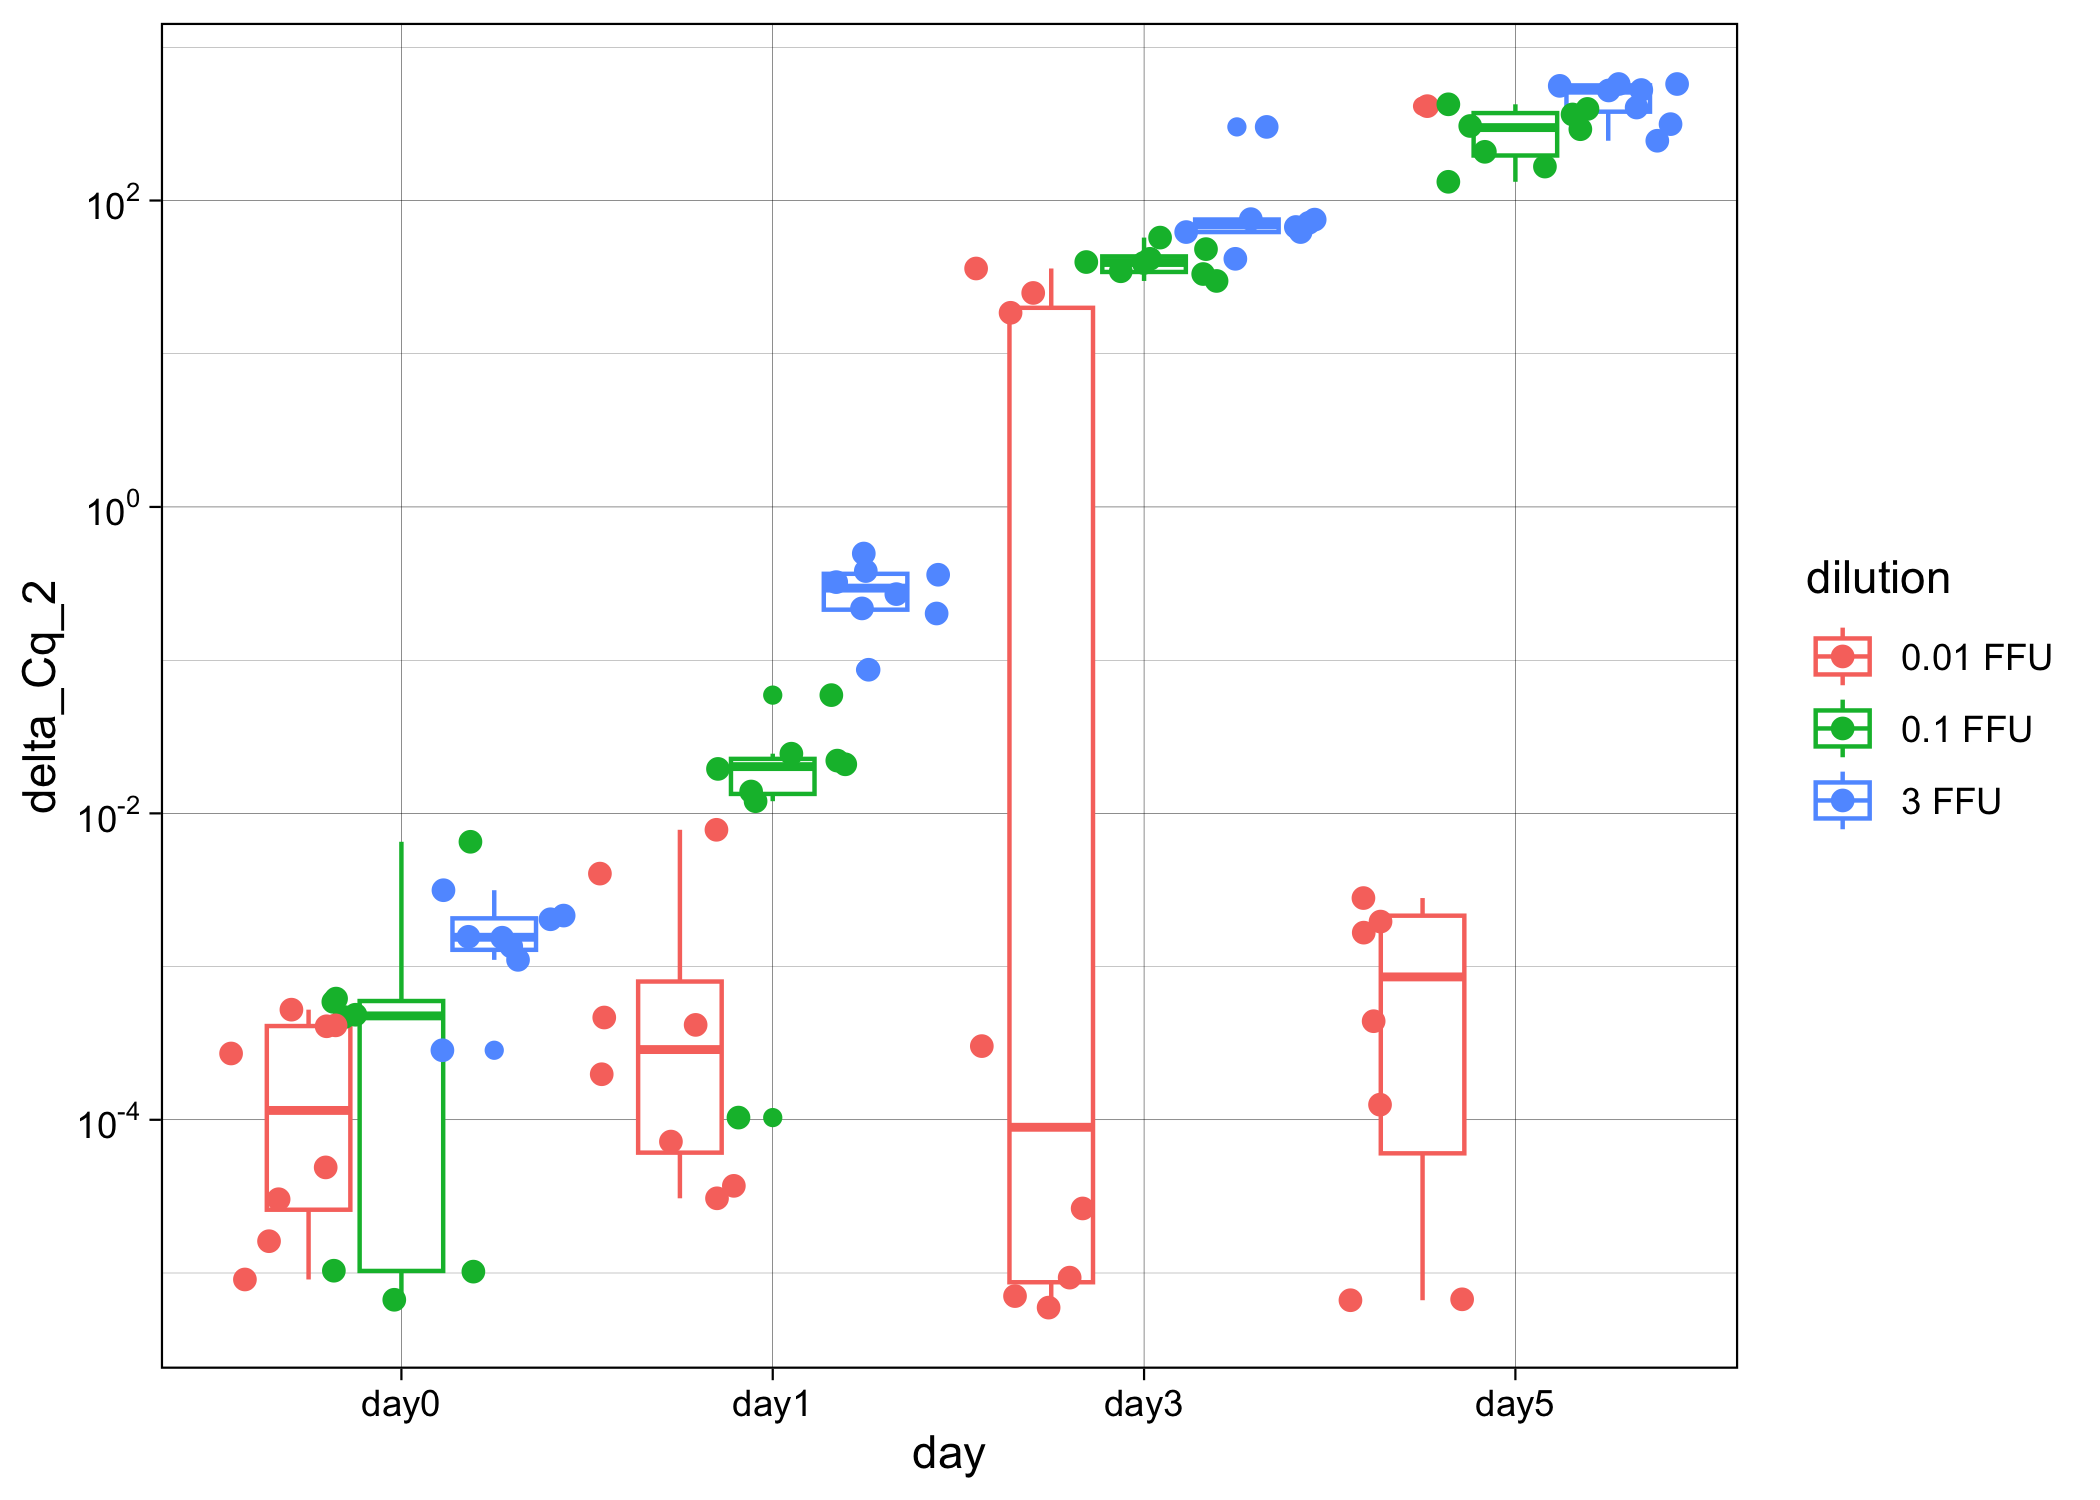 delta_Cq_2
10^2
10^0
10^-2
10^-4
day0 day1 day3 day5
day
dilution
0.01 FFU
0.1 FFU
3 FFU